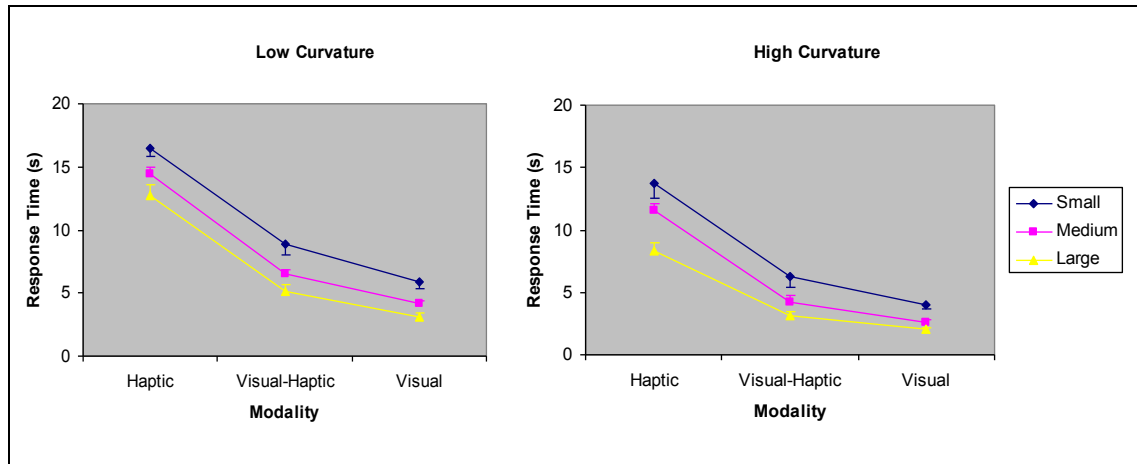 Low Curvature
Response Time (s)
20
15
10
5
0
Haptic
Visual-Haptic
Visual
Modality
High Curvature
Response Time (s)
20
15
10
5
0
Haptic
Visual-Haptic
Visual
Modality
Small
Medium
Large